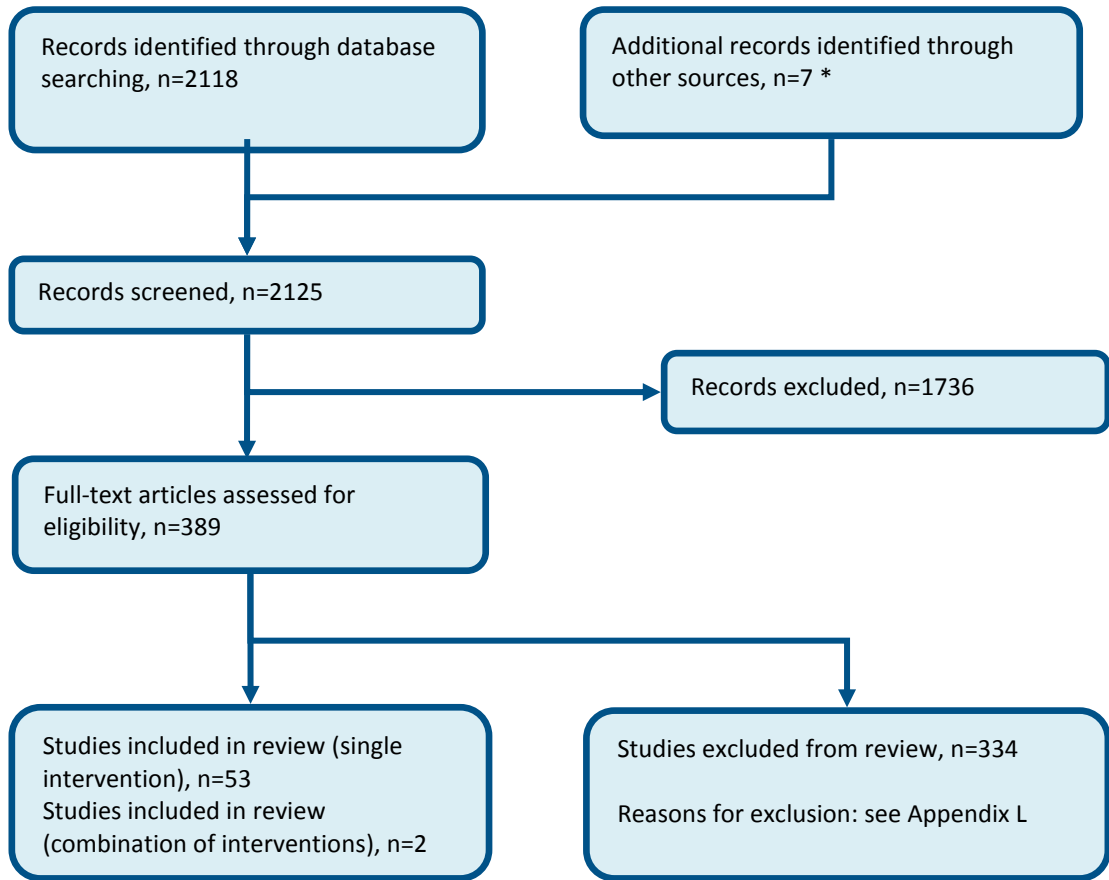 Records identified through database
searching, n=2118
Additional records identified through
other sources, n=7 *
Records screened, n=2125
Records excluded, n=1736
Full-text articles assessed for
eligibility, n=389
Studies included in review (single
intervention), n=53
Studies included in review
(combination of interventions), n=2
Studies excluded from review, n=334
Reasons for exclusion: see Appendix L